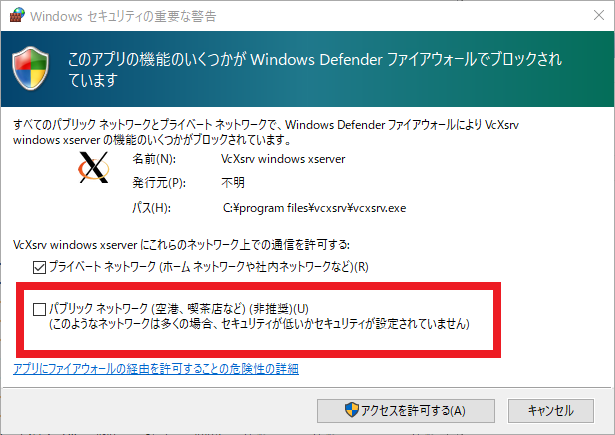 Windows セキュリティの重要な警告
このアプリの機能のいくつかが Windows Defender ファイアウォールでブロックされ
ています
すべてのパブリック ネットワークとプライベート ネットワークで、Windows Defender ファイアウォールにより VcXsrv
windows xserver の機能のいくつかがブロックされています。
名前(N): VcXsrv windows xserver
発行元(P): 不明
パス(H): C:¥program files¥vcxsrv¥vcxsrv.exe
VcXsrv windows xserver にこれらのネットワーク上での通信を許可する:
プライベート ネットワーク (ホーム ネットワークや社内ネットワークなど)(R)
パブリック ネットワーク (空港、喫茶店など) (非推奨)(U)
(このようなネットワークは多くの場合、セキュリティが低いかセキュリティが設定されていません)
アプリにファイアウォールの経由を許可することの危険性の詳細
アクセスを許可する(A) キャンセル